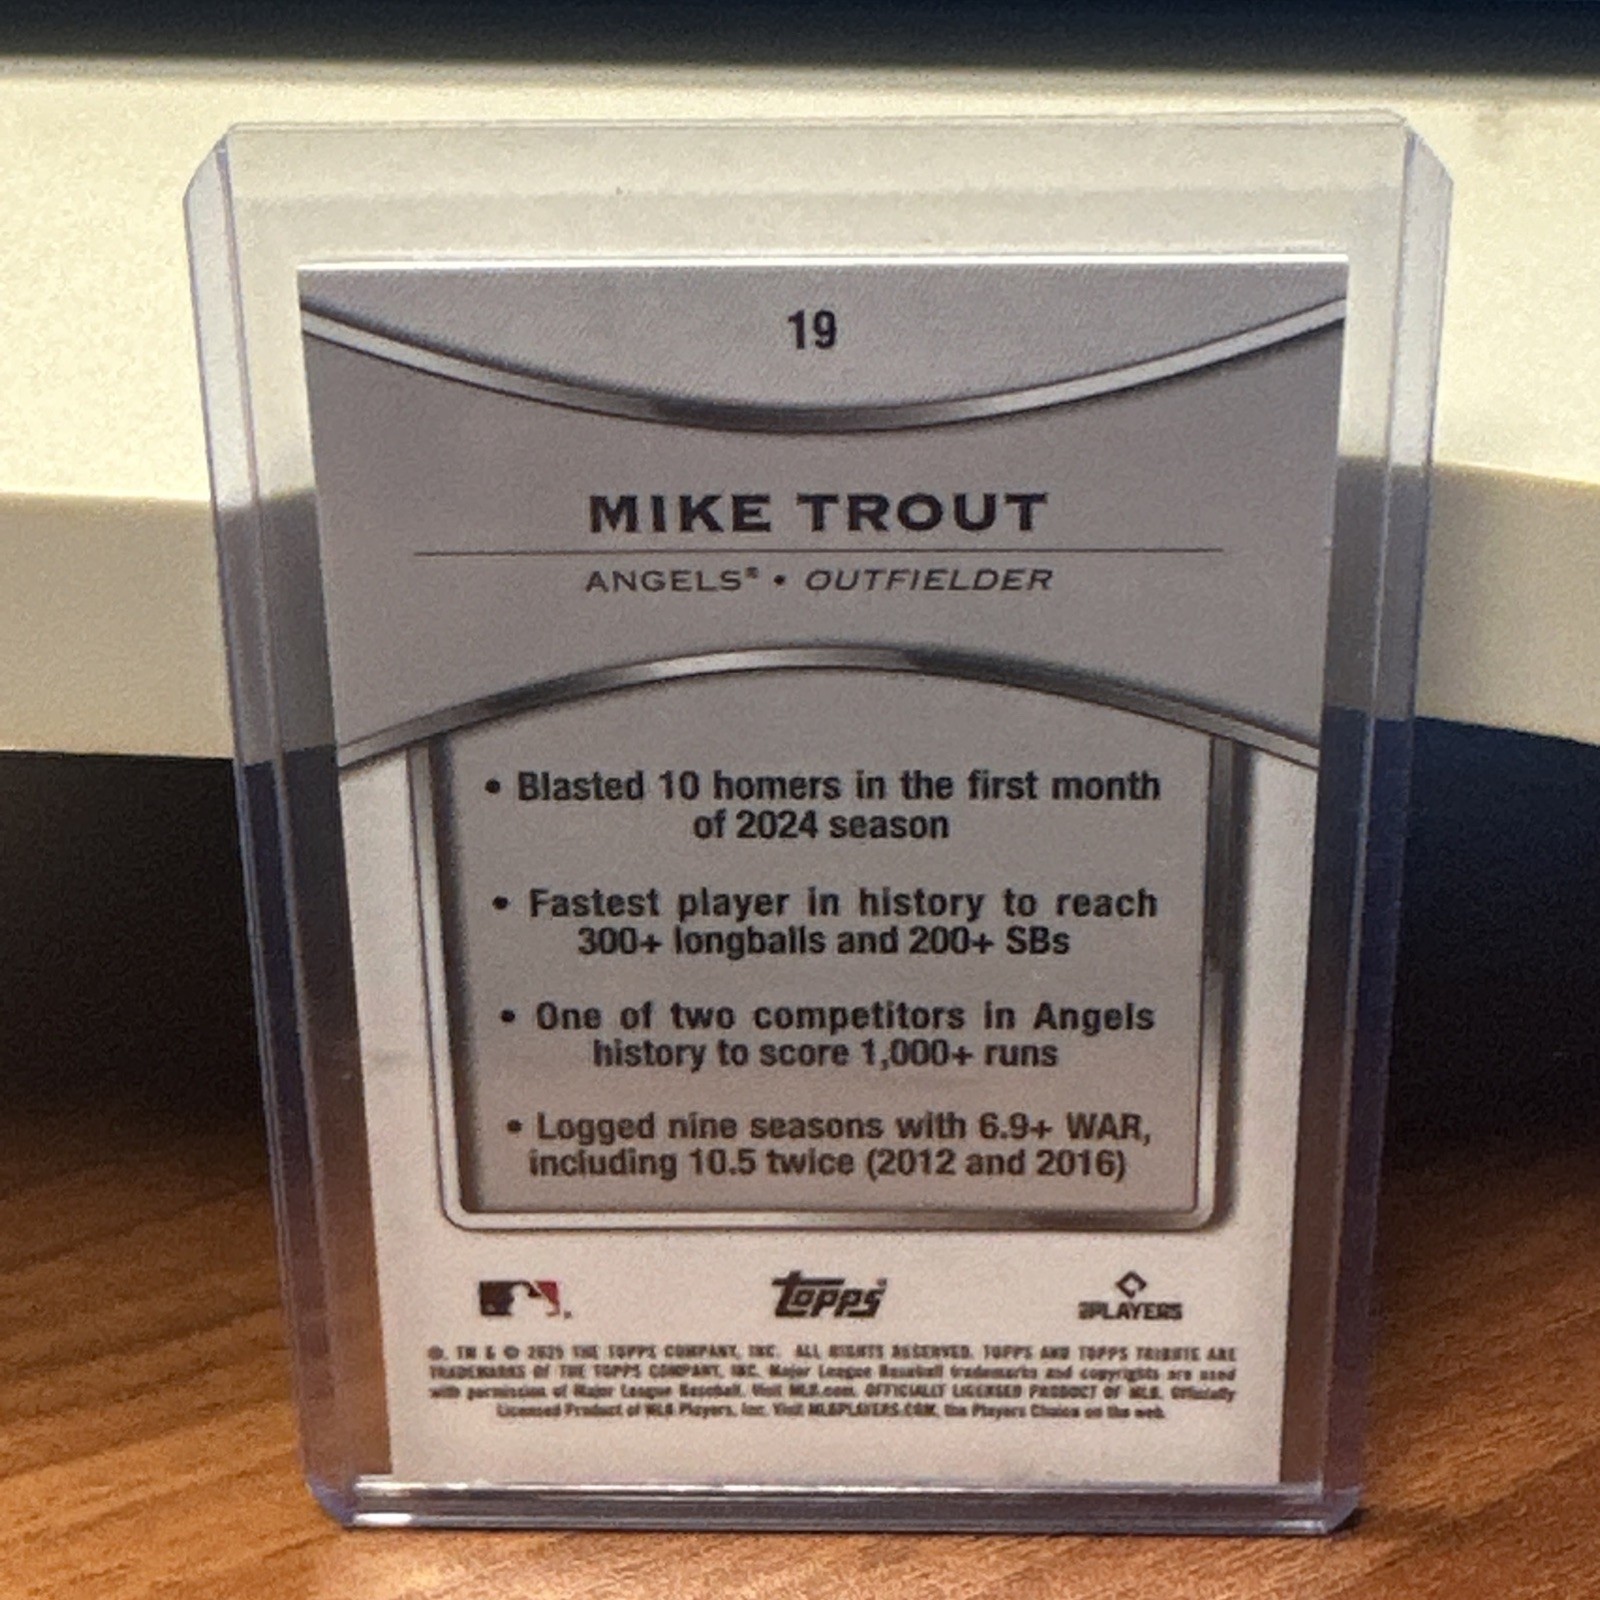 19
MIKE TROUT
ANGELS® • OUTFIELDER
• Blasted 10 homers in the first month
of 2024 season
• Fastest player in history to reach
300+ longballs and 200+ SBs
• One of two competitors in Angels
history to score 1,000+ runs
• Logged nine seasons with 6.9+ WAR,
including 10.5 twice (2012 and 2016)
topps®
PLAYERS
®, TM & © 2025 THE TOPPS COMPANY, INC. ALL RIGHTS RESERVED. TOPPS AND TOPPS TRIBUTE ARE
TRADEMARKS OF THE TOPPS COMPANY, INC. Major League Baseball trademarks and copyrights are used
with permission of Major League Baseball. Visit MLB.com. OFFICIALLY LICENSED PRODUCT OF MLB. Officially
Licensed Product of MLB Players, Inc. Visit MLBPLAYERS.COM, the Players Choice on the web.